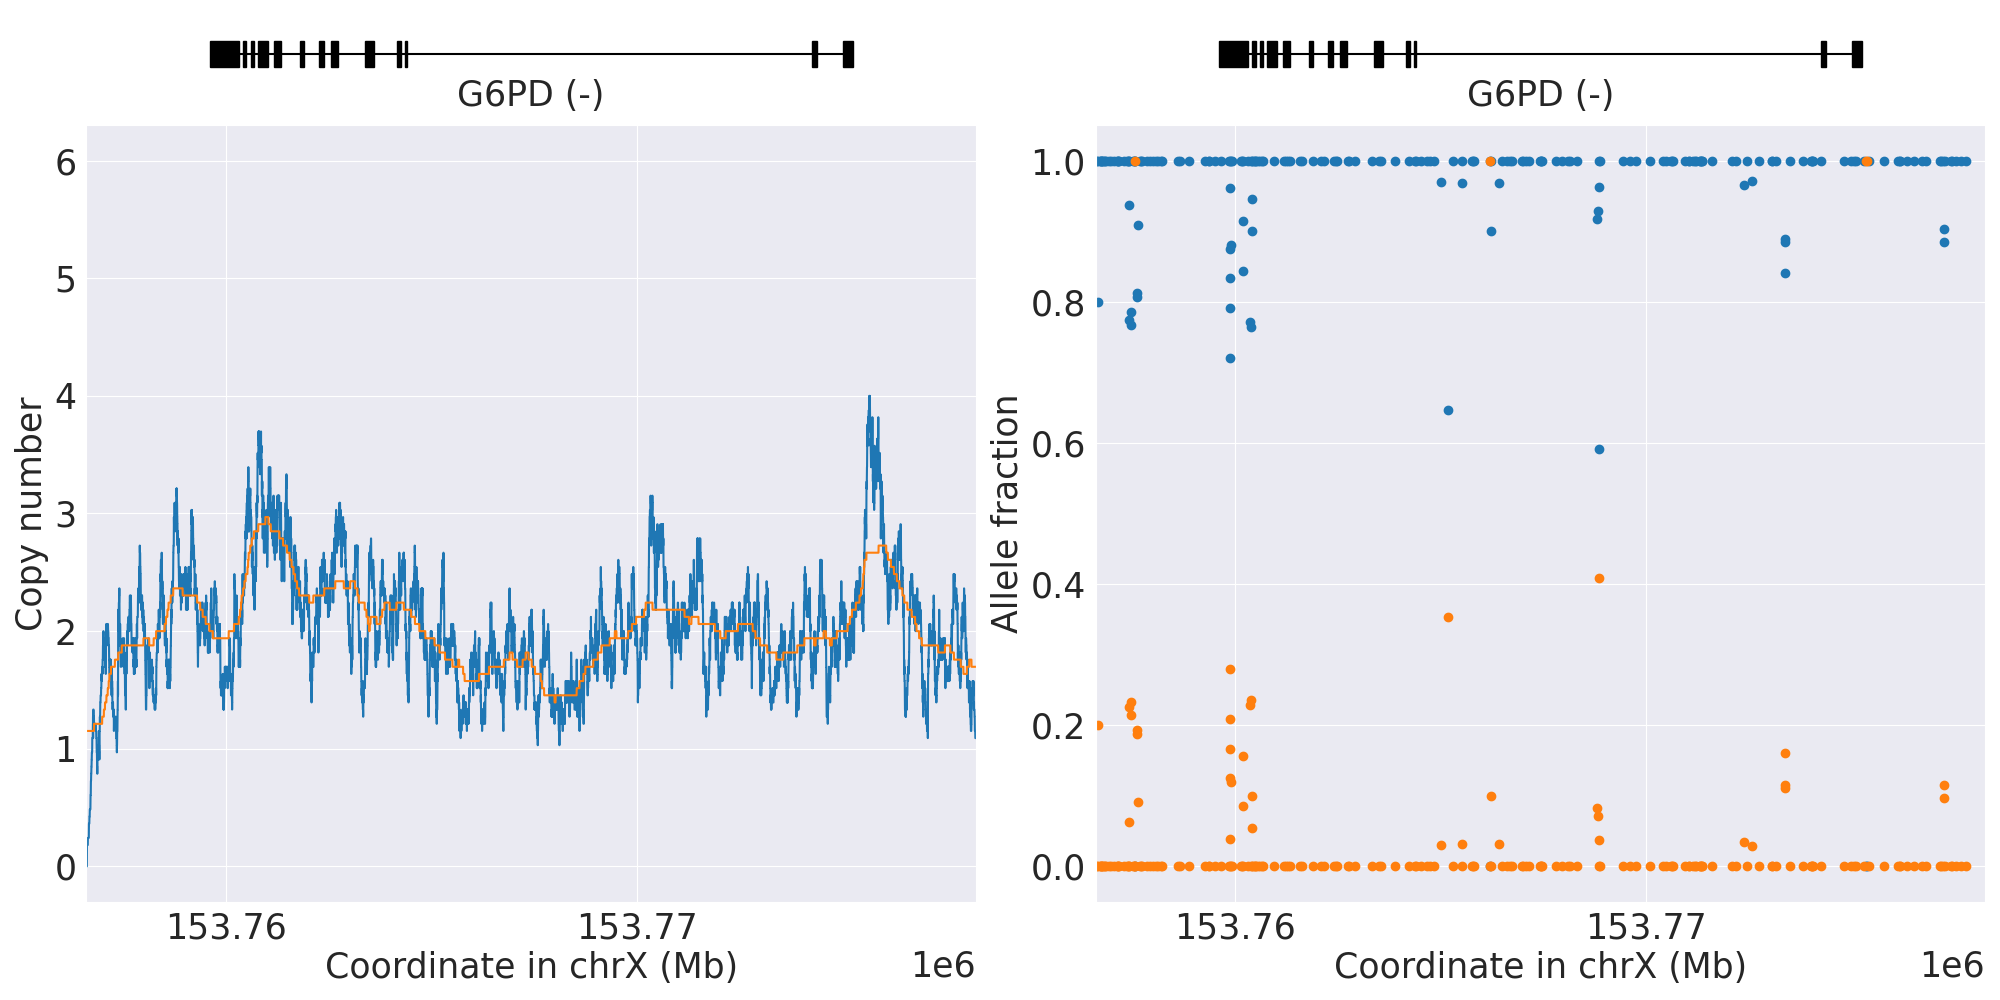 G6PD (-)
6
5
4
3
2
1
0
Copy number
153.76
153.77
Coordinate in chrX (Mb)
1e6
G6PD (-)
1.0
0.8
0.6
0.4
0.2
0.0
Allele fraction
153.76
153.77
Coordinate in chrX (Mb)
1e6